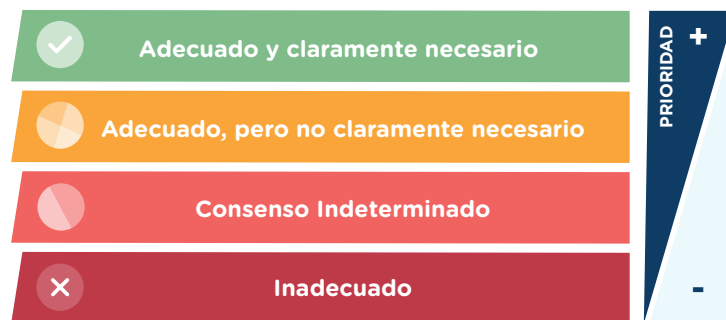 Adecuado y claramente necesario
Adecuado, pero no claramente necesario
Consenso Indeterminado
Inadecuado
PRIORIDAD
+
-